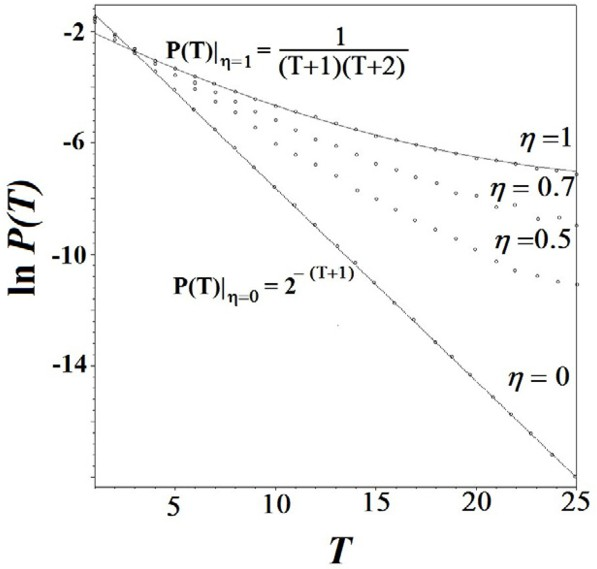 -2
-6
-10
-14
ln P(T)
P(T)|η=1 = 1/((T+1)(T+2))
η =1
η = 0.7
η =0.5
P(T)|η=0 = 2^-(T+1)
η = 0
5
10
15
20
25
T